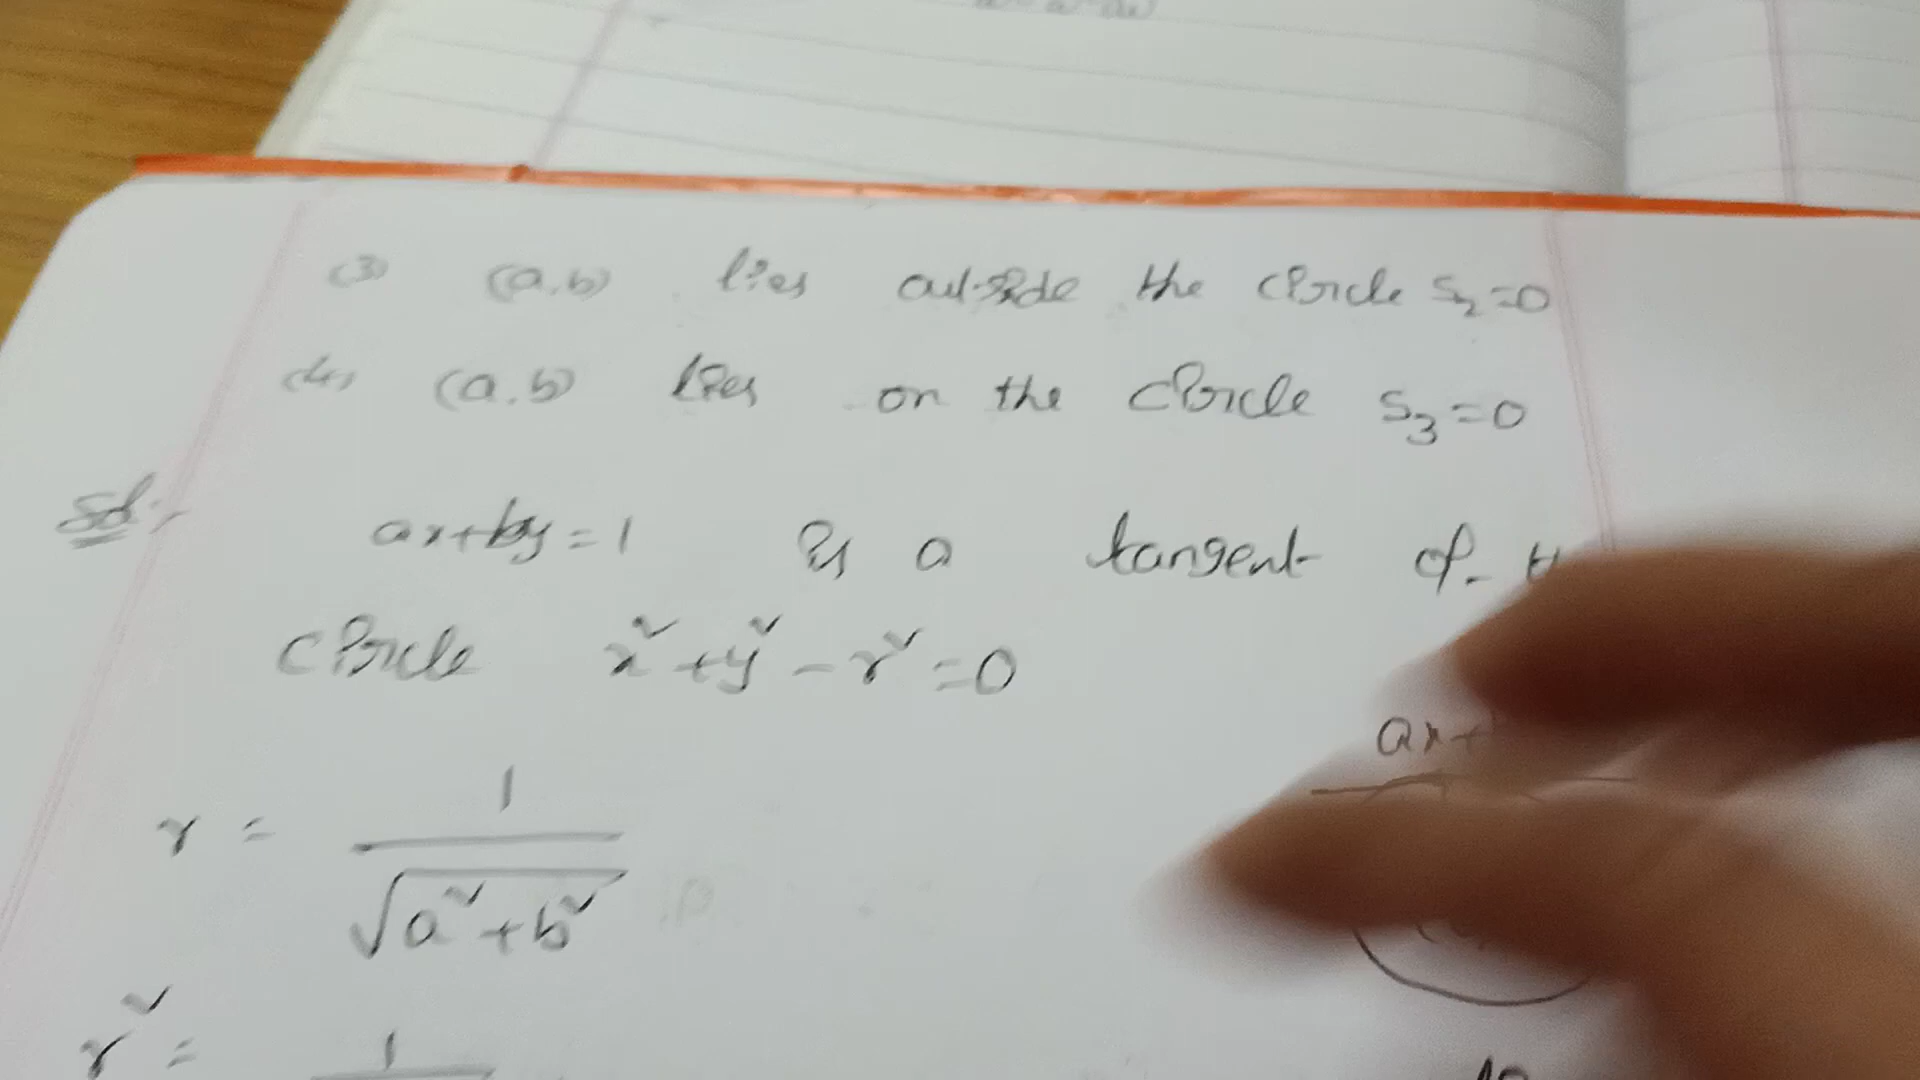 (3) (a,b) lies outside the circle S₂=0
(4) (a,b) lies on the circle S₃=0
Sol:-
ax+by=1 is a tangent of
circle x²+y²-r²=0
ax+
r = 1/√(a²+b²)
r² = 1